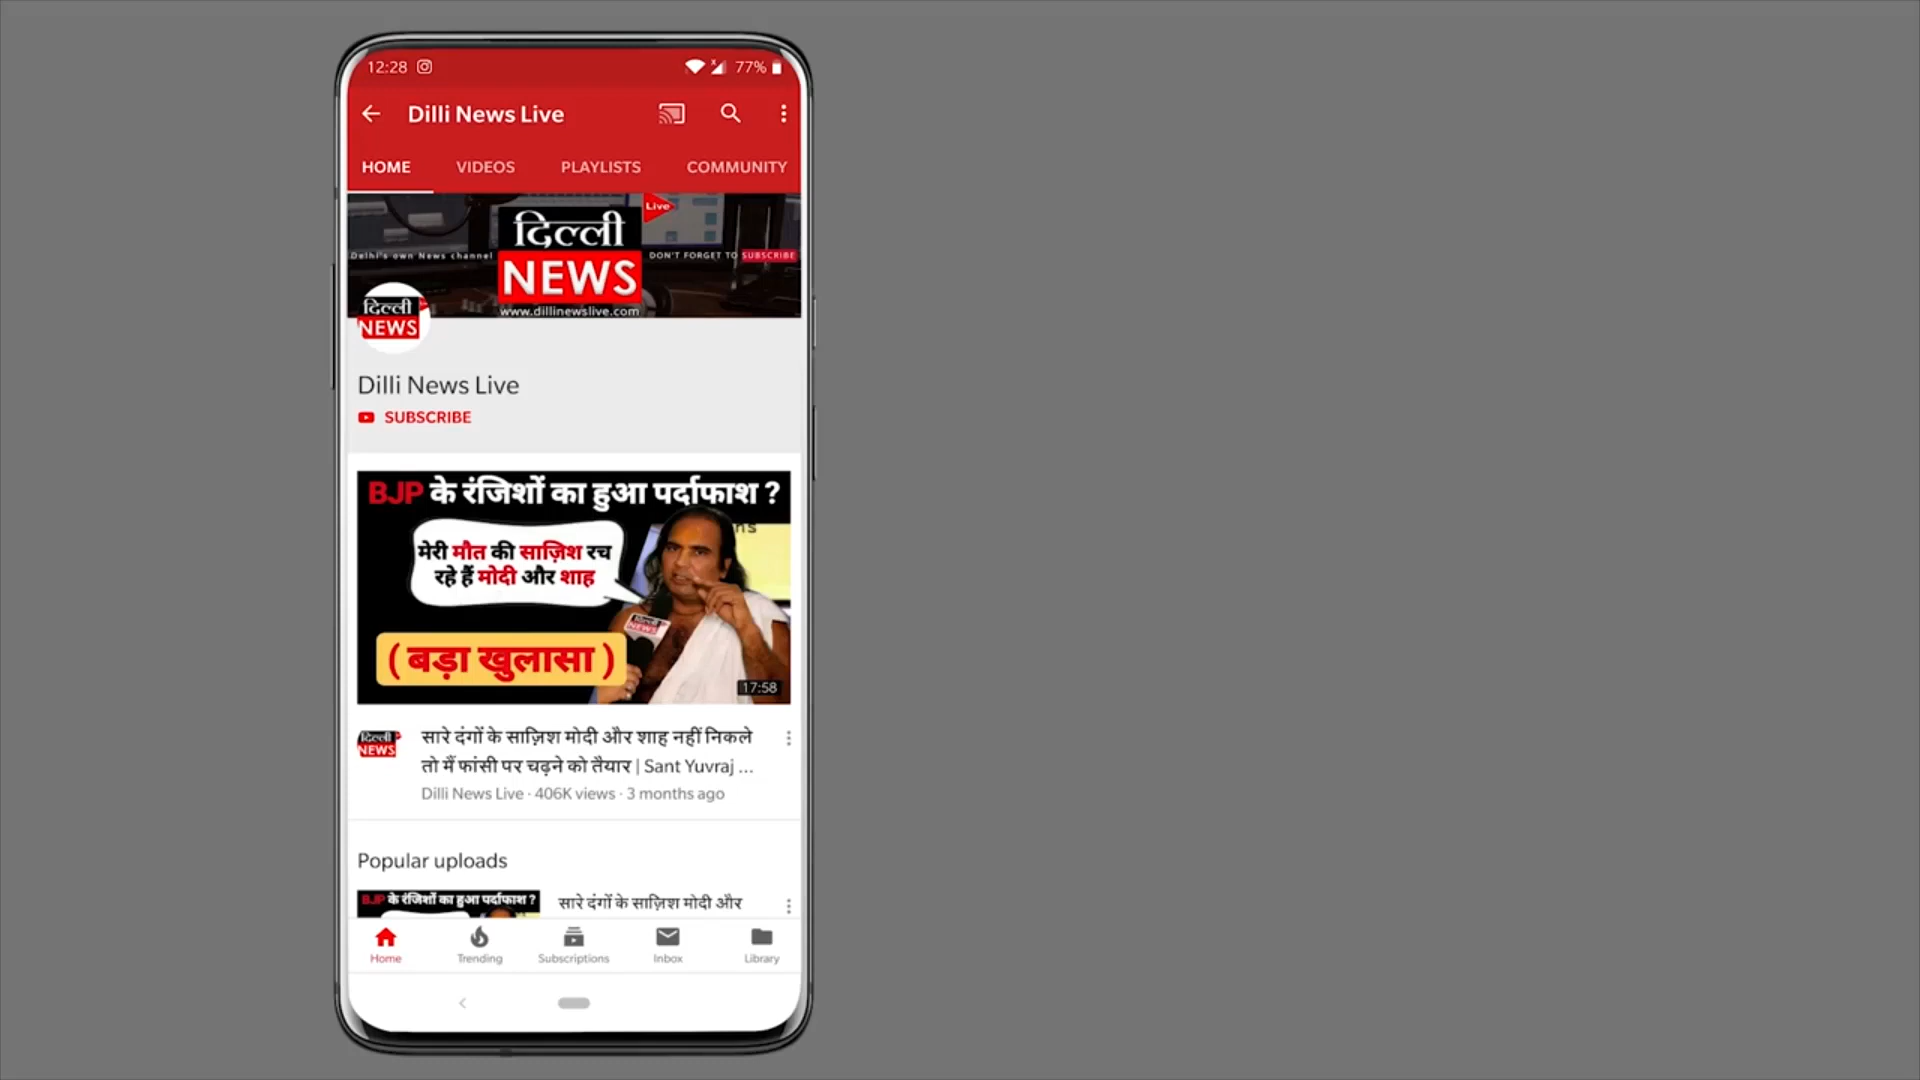 12:28
77%
Dilli News Live
HOME VIDEOS PLAYLISTS COMMUNITY
Live
दिल्ली
Delhi's own News channel
DON'T FORGET TO SUBSCRIBE
NEWS
www.dillinewslive.com
दिल्ली
NEWS
Dilli News Live
SUBSCRIBE
BJP के रंजिशों का हुआ पर्दाफाश ?
मेरी मौत की साज़िश रच
रहे हैं मोदी और शाह
दिल्ली
NEWS
( बड़ा खुलासा )
17:58
दिल्ली
NEWS
सारे दंगों के साज़िश मोदी और शाह नहीं निकले
तो मैं फांसी पर चढ़ने को तैयार | Sant Yuvraj ...
Dilli News Live · 406K views · 3 months ago
Popular uploads
BJP के रंजिशों का हुआ पर्दाफाश ?
सारे दंगों के साज़िश मोदी और
Home Trending Subscriptions Inbox Library